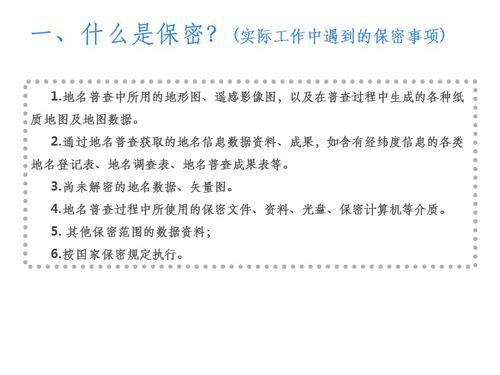 一、什么是保密？(实际工作中遇到的保密事项)
1.地名普查中所用的地形图、遥感影像图，以及在普查过程中生成的各种纸
质地图及地图数据。
2.通过地名普查获取的地名信息数据资料、成果，如含有经纬度信息的各类
地名登记表、地名调查表、地名普查成果表等。
3.尚未解密的地名数据、矢量图。
4.地名普查过程中所使用的保密文件、资料、光盘、保密计算机等介质。
5. 其他保密范围的数据资料；
6.按国家保密规定执行。